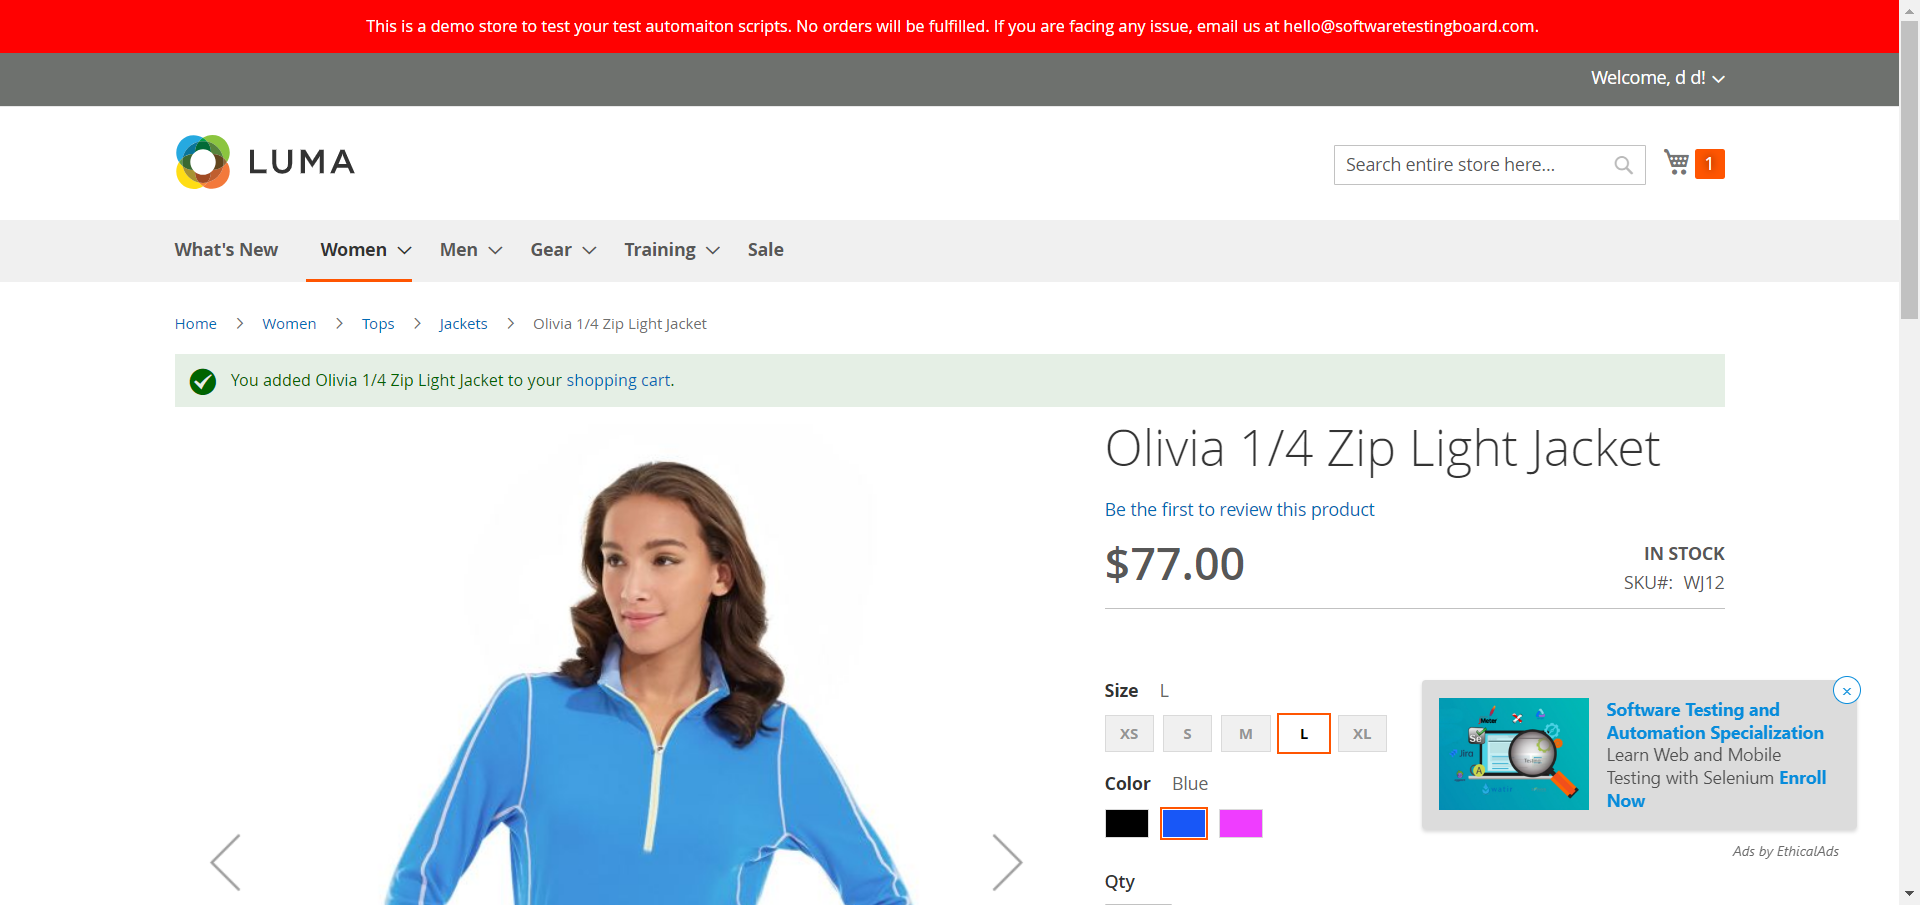 This is a demo store to test your test automaiton scripts. No orders will be fulfilled. If you are facing any issue, email us at hello@softwaretestingboard.com.
Welcome, d d!
LUMA
Search entire store here...
1
What's New Women Men Gear Training Sale
Home Women Tops Jackets Olivia 1/4 Zip Light Jacket
You added Olivia 1/4 Zip Light Jacket to your shopping cart.
Olivia 1/4 Zip Light Jacket
Be the first to review this product
$77.00
IN STOCK
SKU#: WJ12
Size L
XS S M L XL
Color Blue
Qty
Meter
Se
Jira
Software Testing and
Automation Specialization
Learn Web and Mobile
Testing with Selenium Enroll
Now
Ads by EthicalAds